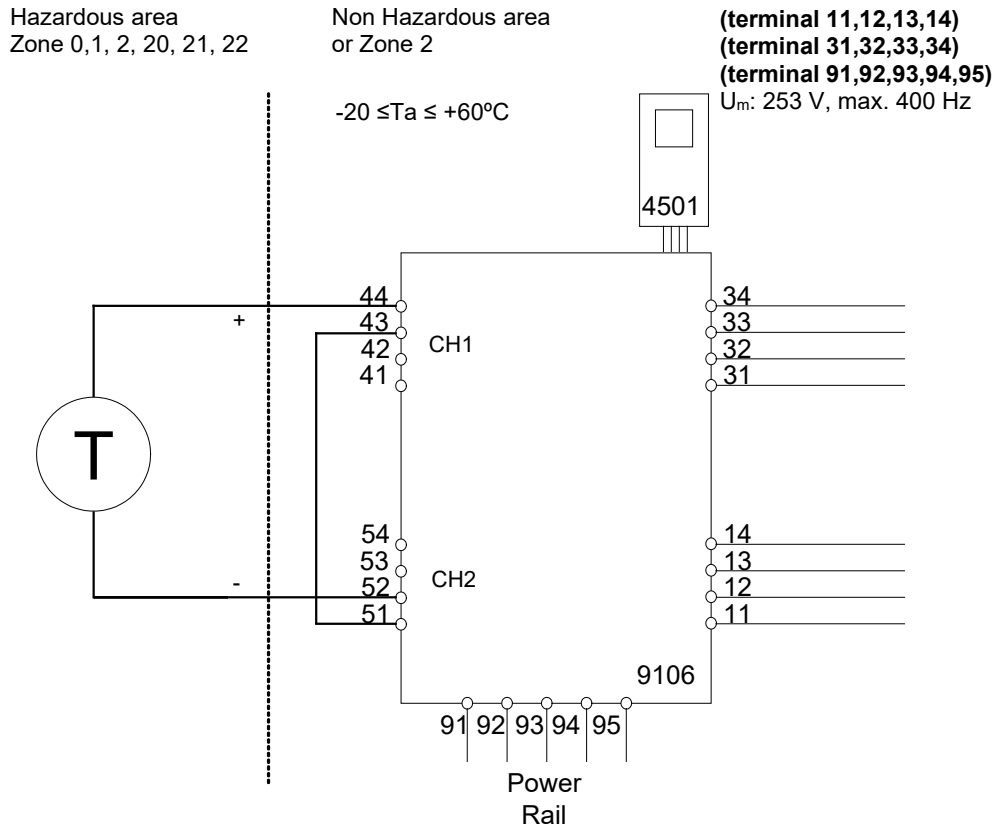 Hazardous area
Zone 0,1, 2, 20, 21, 22
Non Hazardous area
or Zone 2
-20 ≤Ta ≤ +60ºC
(terminal 11,12,13,14)
(terminal 31,32,33,34)
(terminal 91,92,93,94,95)
Um: 253 V, max. 400 Hz
4501
44
43
42
41
+
CH1
34
33
32
31
T
54
53
52
51
-
CH2
14
13
12
11
9106
91 92 93 94 95
Power
Rail